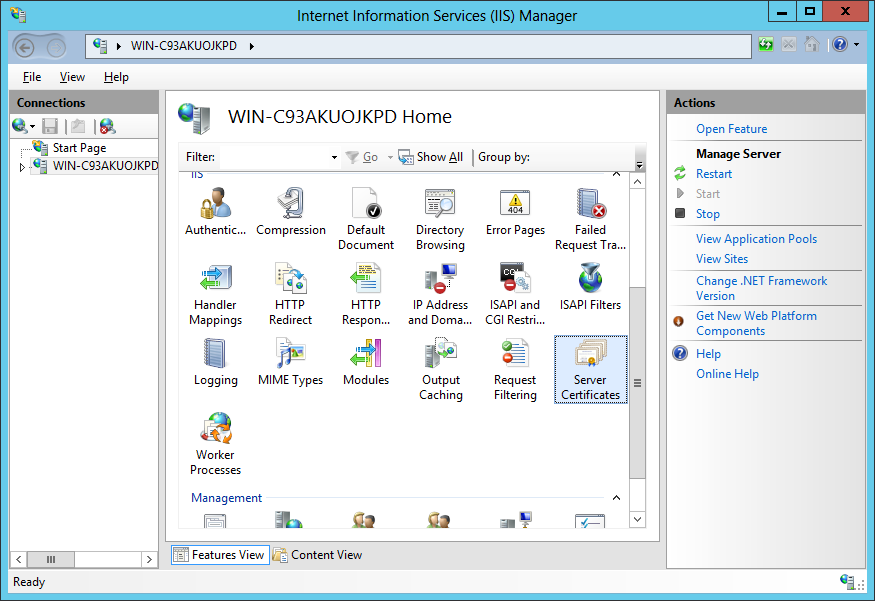 Internet Information Services (IIS) Manager
WIN-C93AKUOJKPD
File View Help
Connections
Start Page
WIN-C93AKUOJKPD
WIN-C93AKUOJKPD Home
Filter: Go Show All Group by:
IIS
Authentic... Compression Default Document Directory Browsing Error Pages Failed Request Tra...
404
Handler Mappings HTTP Redirect HTTP Respon... IP Address and Doma... ISAPI and CGI Restri... ISAPI Filters
CGI
Logging MIME Types Modules Output Caching Request Filtering Server Certificates
Worker Processes
Management
Features View Content View
Actions
Open Feature
Manage Server
Restart
Start
Stop
View Application Pools
View Sites
Change .NET Framework
Version
Get New Web Platform
Components
Help
Online Help
Ready